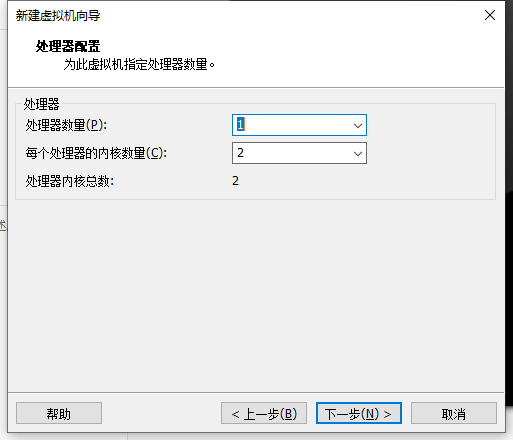 新建虚拟机向导
处理器配置
为此虚拟机指定处理器数量。
处理器
处理器数量(P):
1
每个处理器的内核数量(C):
2
处理器内核总数:
2
术
帮助
< 上一步(B)
下一步(N) >
取消